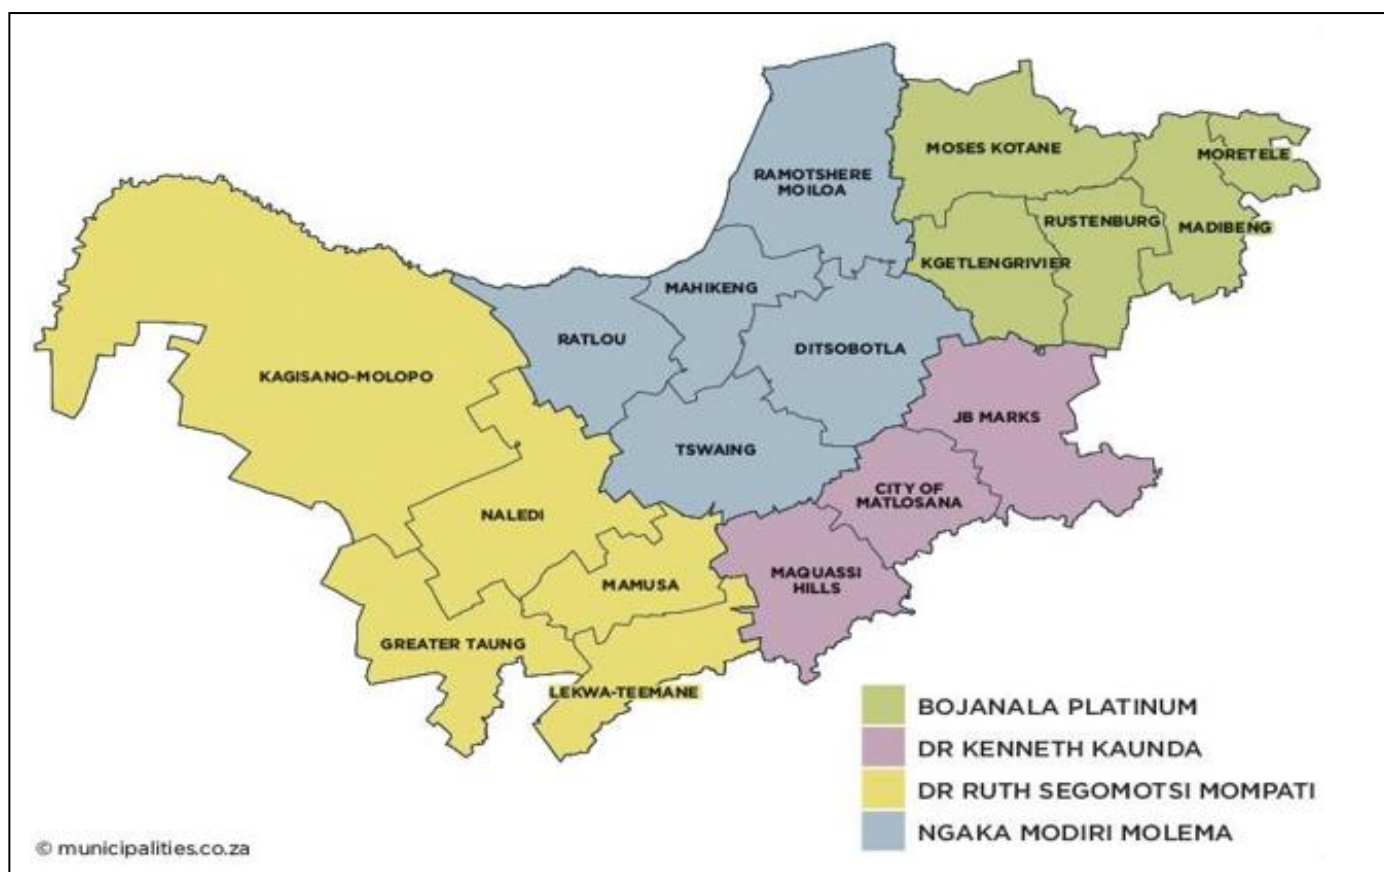 MOSES KOTANE
MORETELE
RAMOTSHERE
MOILOA
RUSTENBURG
MADIBENG
KGETLENGRIVIER
MAHIKENG
RATLOU
DITSOBOTLA
KAGISANO-MOLOPO
JB MARKS
TSWAING
CITY OF
MATLOSANA
NALEDI
MAQUASSI
HILLS
MAMUSA
GREATER TAUNG
LEKWA-TEEMANE
BOJANALA PLATINUM
DR KENNETH KAUNDA
DR RUTH SEGOMOTSI MOMPATI
NGAKA MODIRI MOLEMA
© municipalities.co.za